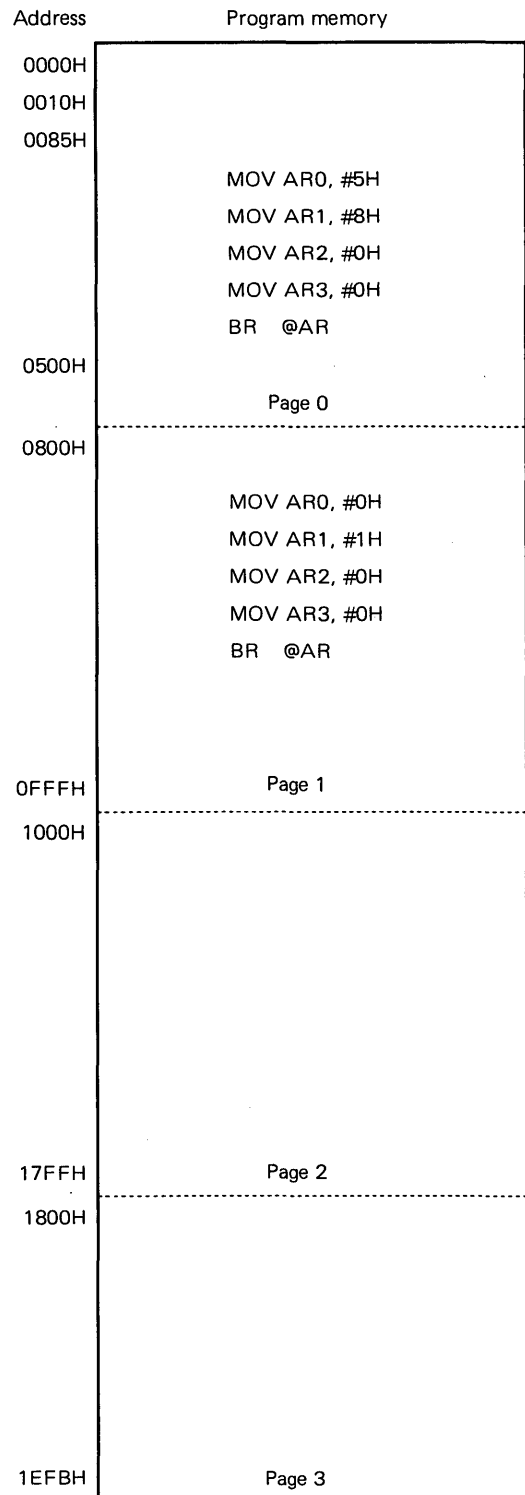 Address Program memory
0000H
0010H
0085H
MOV AR0, #5H
MOV AR1, #8H
MOV AR2, #0H
MOV AR3, #0H
BR @AR
0500H
Page 0
0800H
MOV AR0, #0H
MOV AR1, #1H
MOV AR2, #0H
MOV AR3, #0H
BR @AR
0FFFH Page 1
1000H
17FFH Page 2
1800H
1EFBH Page 3